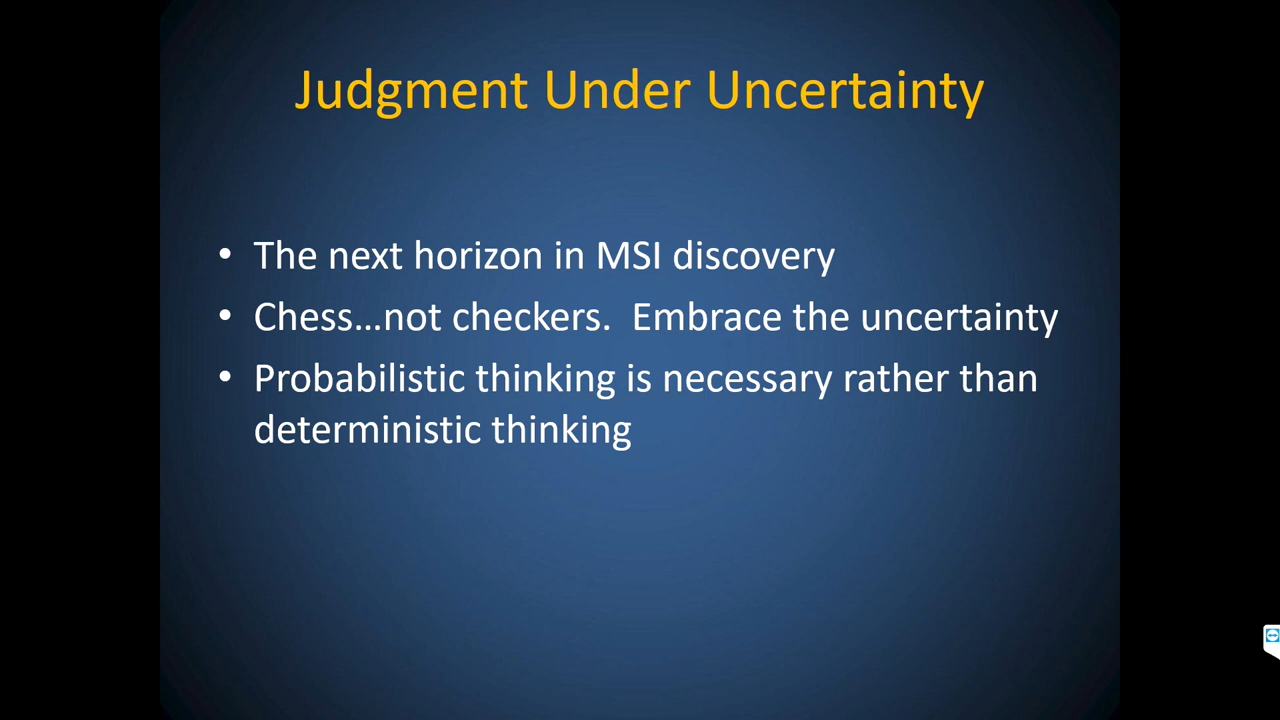 Judgment Under Uncertainty
• The next horizon in MSI discovery
• Chess...not checkers.  Embrace the uncertainty
• Probabilistic thinking is necessary rather than
deterministic thinking